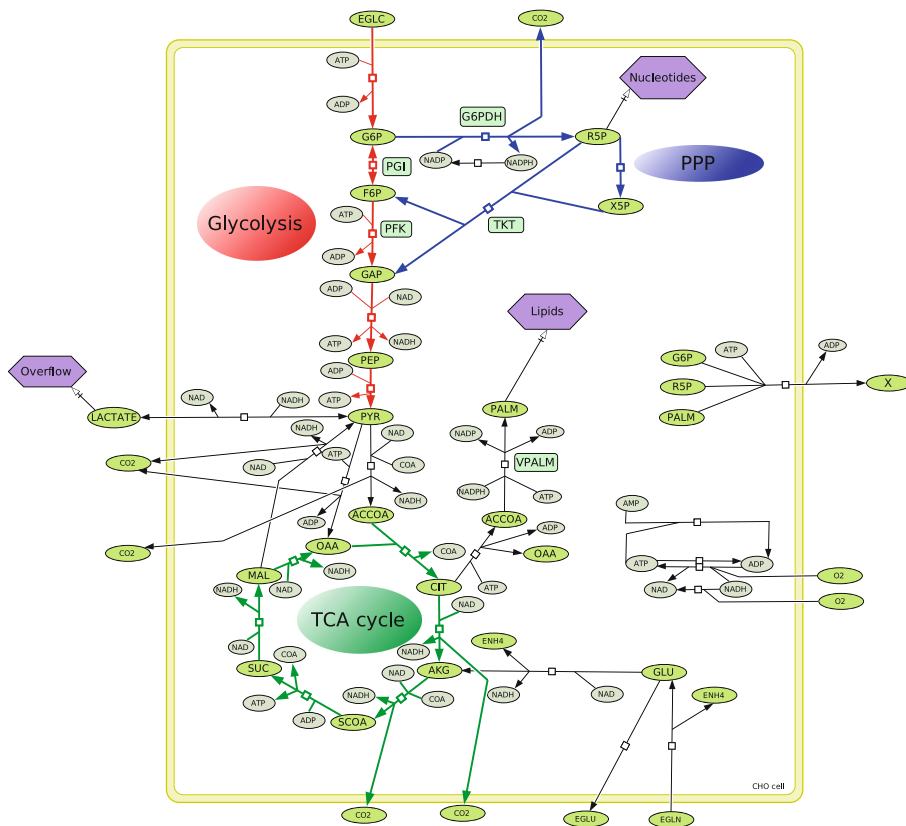 EGLC
CO2
ATP
Nucleotides
ADP
G6PDH
G6P
R5P
NADP
NADPH
PGI
PPP
F6P
X5P
ATP
Glycolysis
PFK
TKT
ADP
GAP
ADP
NAD
Lipids
ATP
NADH
G6P
ATP
ADP
PEP
Overflow
ADP
R5P
X
NAD
NADH
ATP
LACTATE
PYR
PALM
PALM
NADH
NAD
NADP
ADP
ATP
CO2
NAD
COA
VPALM
NADPH
ATP
NADH
AMP
ACCOA
ADP
ACCOA
ADP
CO2
OAA
COA
OAA
ATP
ADP
MAL
NADH
CIT
ATP
NAD
NADH
O2
NADH
NAD
NAD
O2
TCA cycle
NAD
COA
NADH
ENH4
SUC
NAD
AKG
GLU
ATP
NADH
COA
NADH
NAD
ENH4
ADP
SCOA
CHO cell
CO2
CO2
EGLU
EGLN